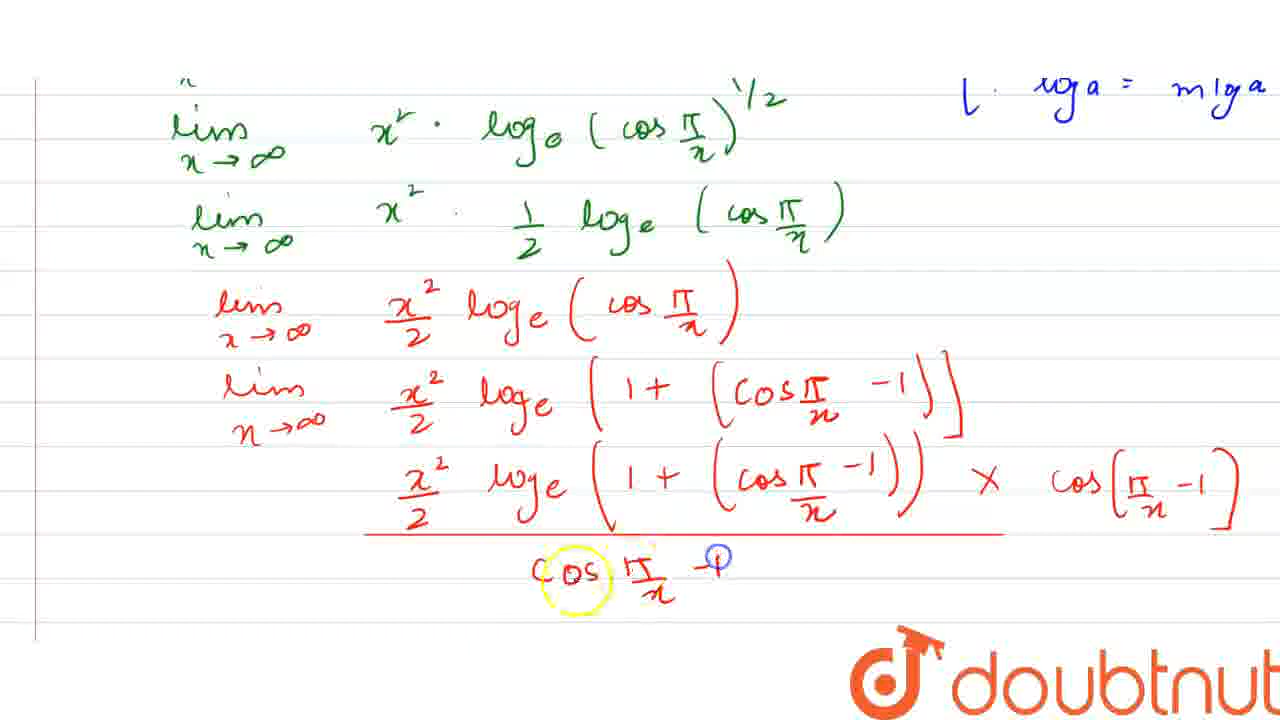 log a = m log a
lim x→∞ x² · logₑ (cos π/x)^1/2
lim x→∞ x² · 1/2 logₑ (cos π/x)
lim x→∞ x²/2 logₑ (cos π/x)
lim x→∞ x²/2 logₑ [1 + (cos π/x − 1)]
x²/2 logₑ (1 + (cos π/x − 1)) × cos [π/x − 1]
cos π/x − 1
doubtnut